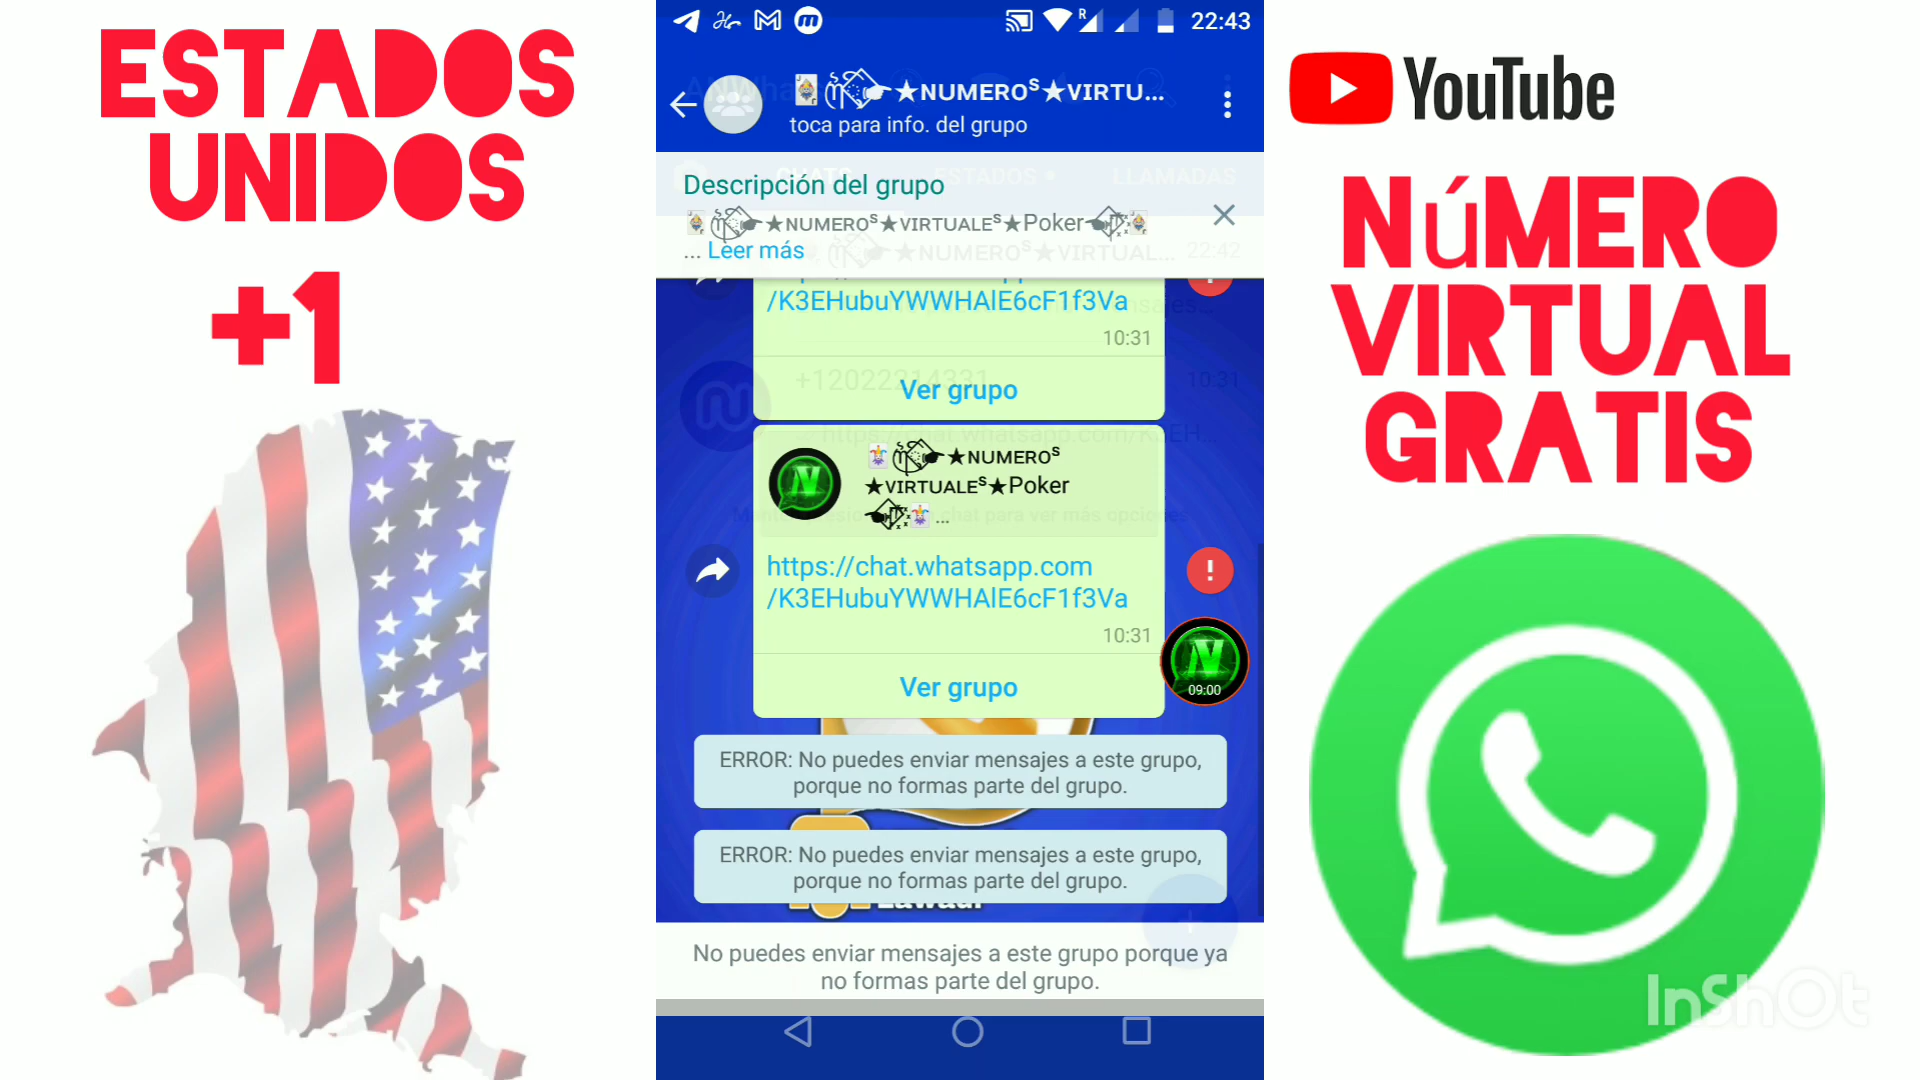 ESTADOS
UNIDOS
+1
22:43
★NUMEROˢ★VIRTU...
toca para info. del grupo
Descripción del grupo
★NUMEROˢ★VIRTUALEˢ★Poker
... Leer más
22:42
/K3EHubuYWWHAlE6cF1f3Va
10:31
Ver grupo
★NUMEROˢ
★VIRTUALEˢ★Poker
...
https://chat.whatsapp.com
/K3EHubuYWWHAlE6cF1f3Va
10:31
Ver grupo
09:00
ERROR: No puedes enviar mensajes a este grupo,
porque no formas parte del grupo.
ERROR: No puedes enviar mensajes a este grupo,
porque no formas parte del grupo.
No puedes enviar mensajes a este grupo porque ya
no formas parte del grupo.
YouTube
NúMERO
VIRTUAL
GRATIS
InShOt